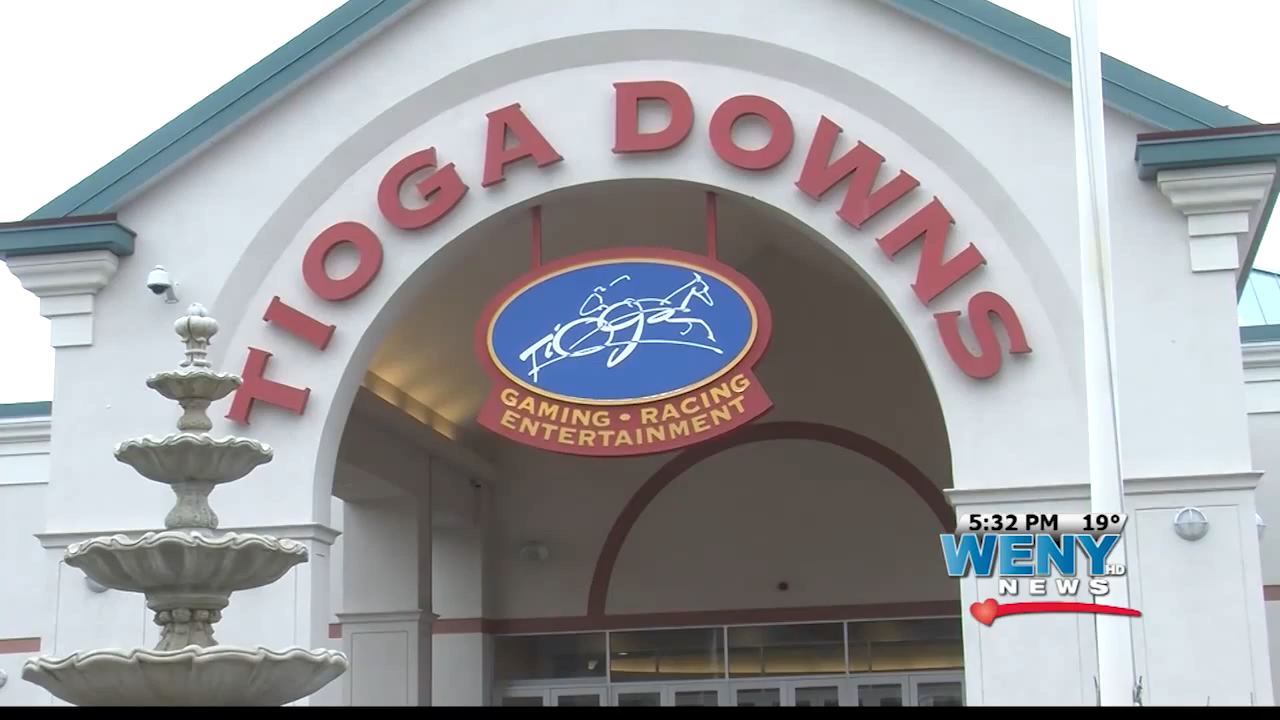 TIOGA DOWNS
Tioga
GAMING • RACING
ENTERTAINMENT
5:32 PM 19°
WENY HD
NEWS